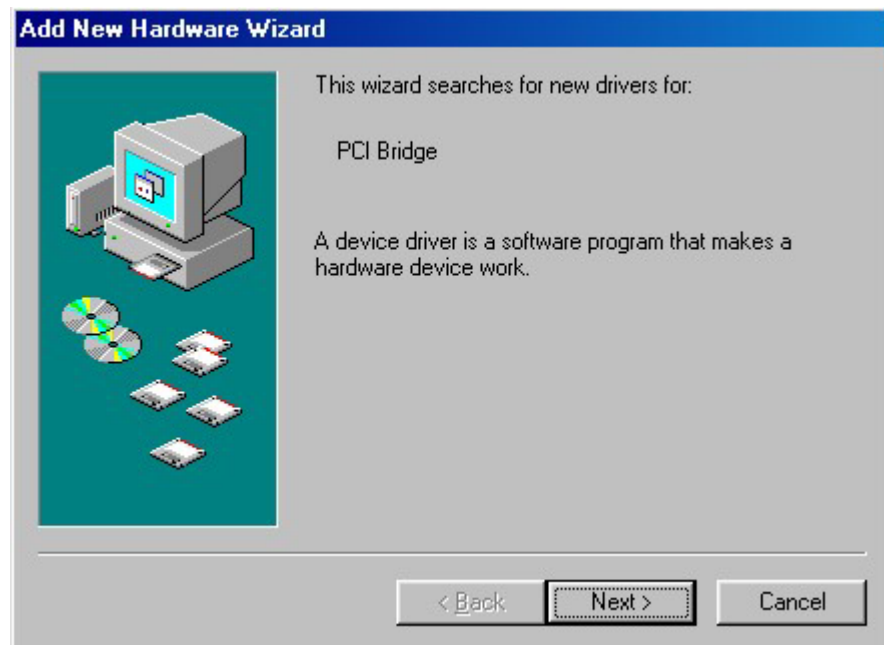 Add New Hardware Wizard
This wizard searches for new drivers for:
PCI Bridge
A device driver is a software program that makes a
hardware device work.
< Back
Next >
Cancel